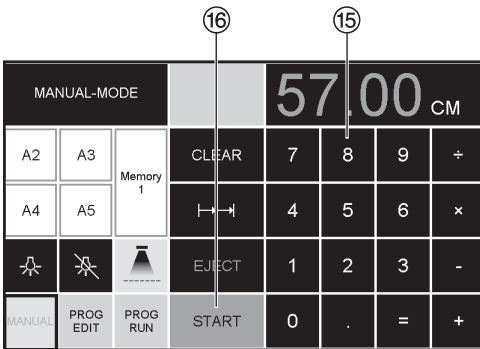 16 15
MANUAL-MODE 57.00 CM
A2 A3 Memory 1 CLEAR 7 8 9 ÷
A4 A5 4 5 6 ×
EJECT 1 2 3 -
MANUAL PROG EDIT PROG RUN START 0 . = +